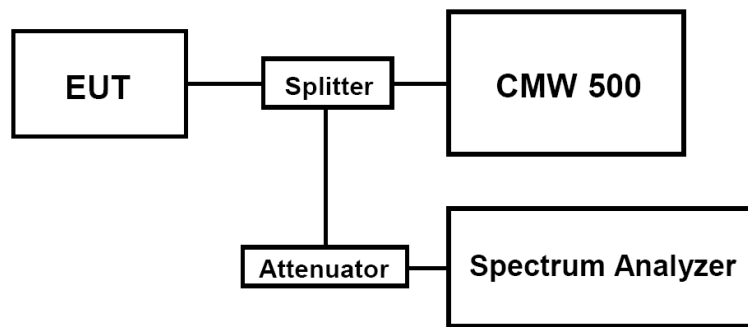 EUT
Splitter
CMW 500
Attenuator
Spectrum Analyzer